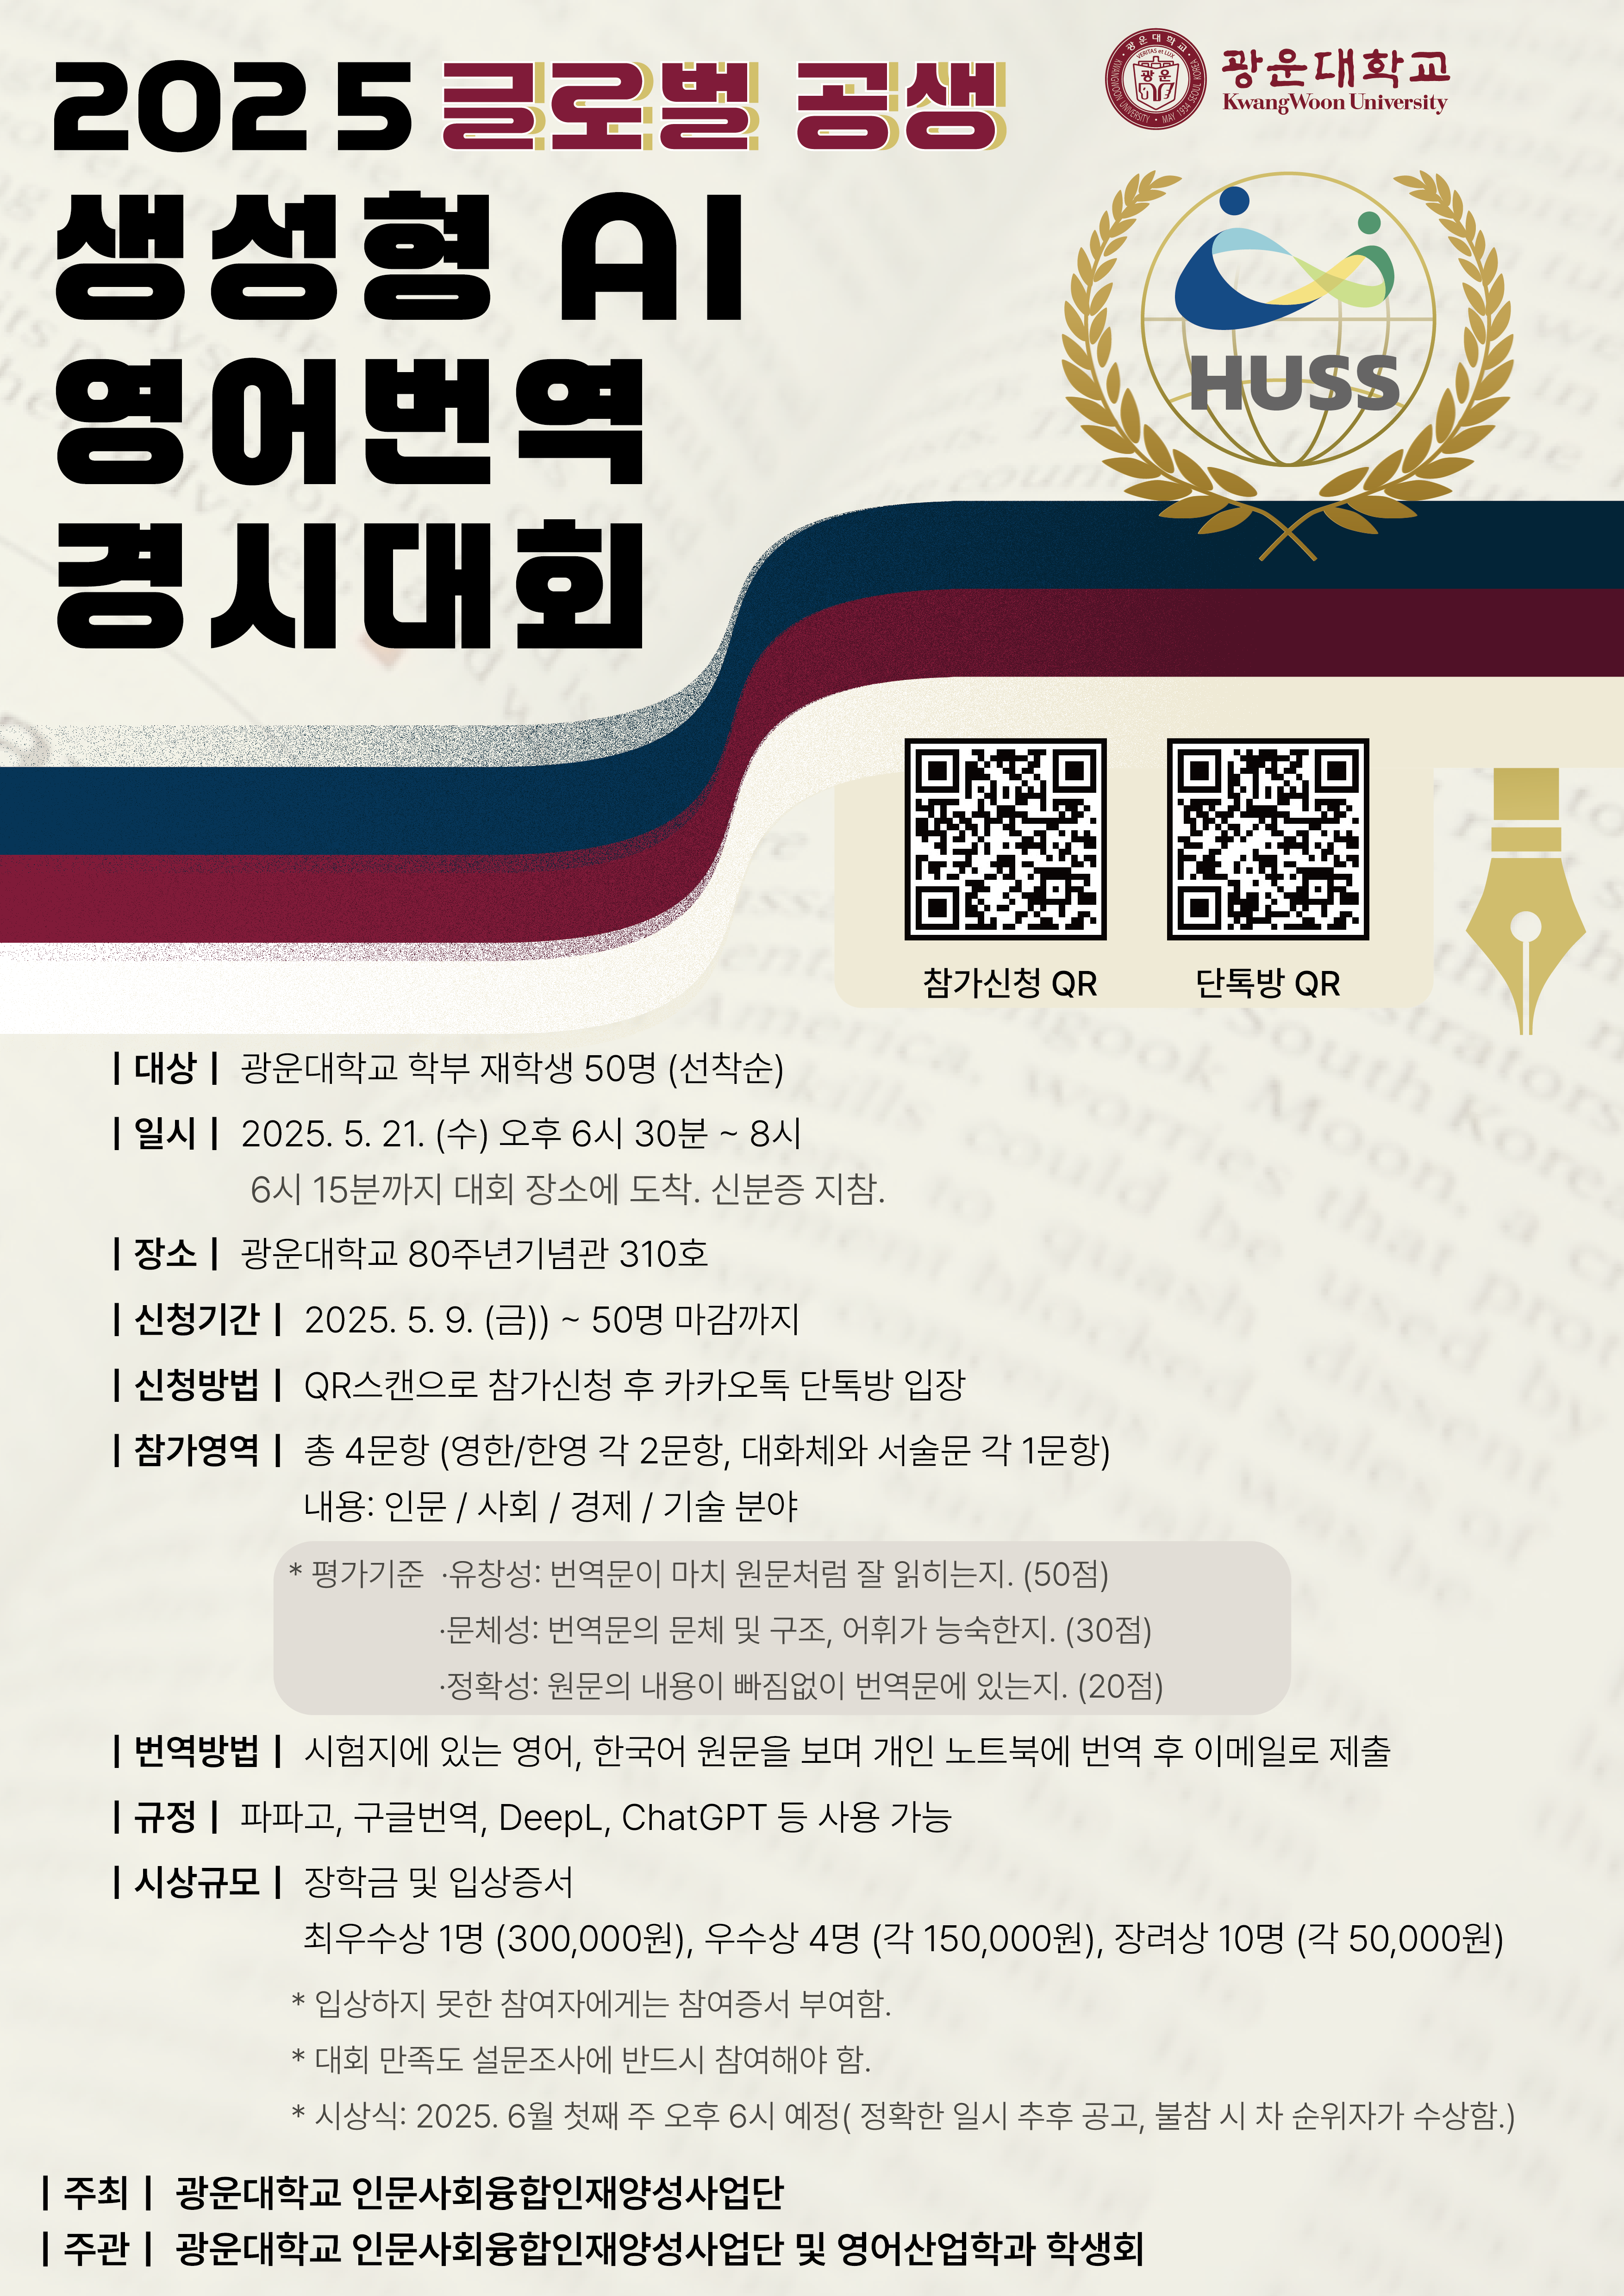 2025 글로벌 공생
생성형 AI
영어번역
경시대회
광운대학교
KwangWoon University
광운대학교
VERITAS et LUX
광운
KWANGWOON UNIVERSITY • MAY 1934 SEOUL KOREA
HUSS
참가신청 QR
단톡방 QR
| 대상 | 광운대학교 학부 재학생 50명 (선착순)
| 일시 | 2025. 5. 21. (수) 오후 6시 30분 ~ 8시
6시 15분까지 대회 장소에 도착. 신분증 지참.
| 장소 | 광운대학교 80주년기념관 310호
| 신청기간 | 2025. 5. 9. (금)) ~ 50명 마감까지
| 신청방법 | QR스캔으로 참가신청 후 카카오톡 단톡방 입장
| 참가영역 | 총 4문항 (영한/한영 각 2문항, 대화체와 서술문 각 1문항)
내용: 인문 / 사회 / 경제 / 기술 분야
* 평가기준 ·유창성: 번역문이 마치 원문처럼 잘 읽히는지. (50점)
·문체성: 번역문의 문체 및 구조, 어휘가 능숙한지. (30점)
·정확성: 원문의 내용이 빠짐없이 번역문에 있는지. (20점)
| 번역방법 | 시험지에 있는 영어, 한국어 원문을 보며 개인 노트북에 번역 후 이메일로 제출
| 규정 | 파파고, 구글번역, DeepL, ChatGPT 등 사용 가능
| 시상규모 | 장학금 및 입상증서
최우수상 1명 (300,000원), 우수상 4명 (각 150,000원), 장려상 10명 (각 50,000원)
* 입상하지 못한 참여자에게는 참여증서 부여함.
* 대회 만족도 설문조사에 반드시 참여해야 함.
* 시상식: 2025. 6월 첫째 주 오후 6시 예정( 정확한 일시 추후 공고, 불참 시 차 순위자가 수상함.)
| 주최 | 광운대학교 인문사회융합인재양성사업단
| 주관 | 광운대학교 인문사회융합인재양성사업단 및 영어산업학과 학생회